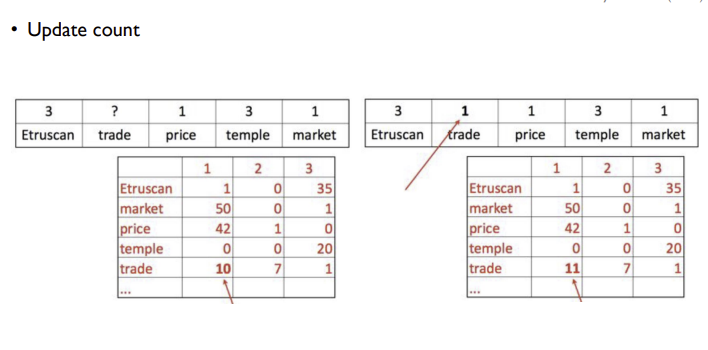 • Update count
3 ? 1 3 1
Etruscan trade price temple market
1 2 3
Etruscan 1 0 35
market 50 0 1
price 42 1 0
temple 0 0 20
trade 10 7 1
...
3 1 1 3 1
Etruscan trade price temple market
1 2 3
Etruscan 1 0 35
market 50 0 1
price 42 1 0
temple 0 0 20
trade 11 7 1
...